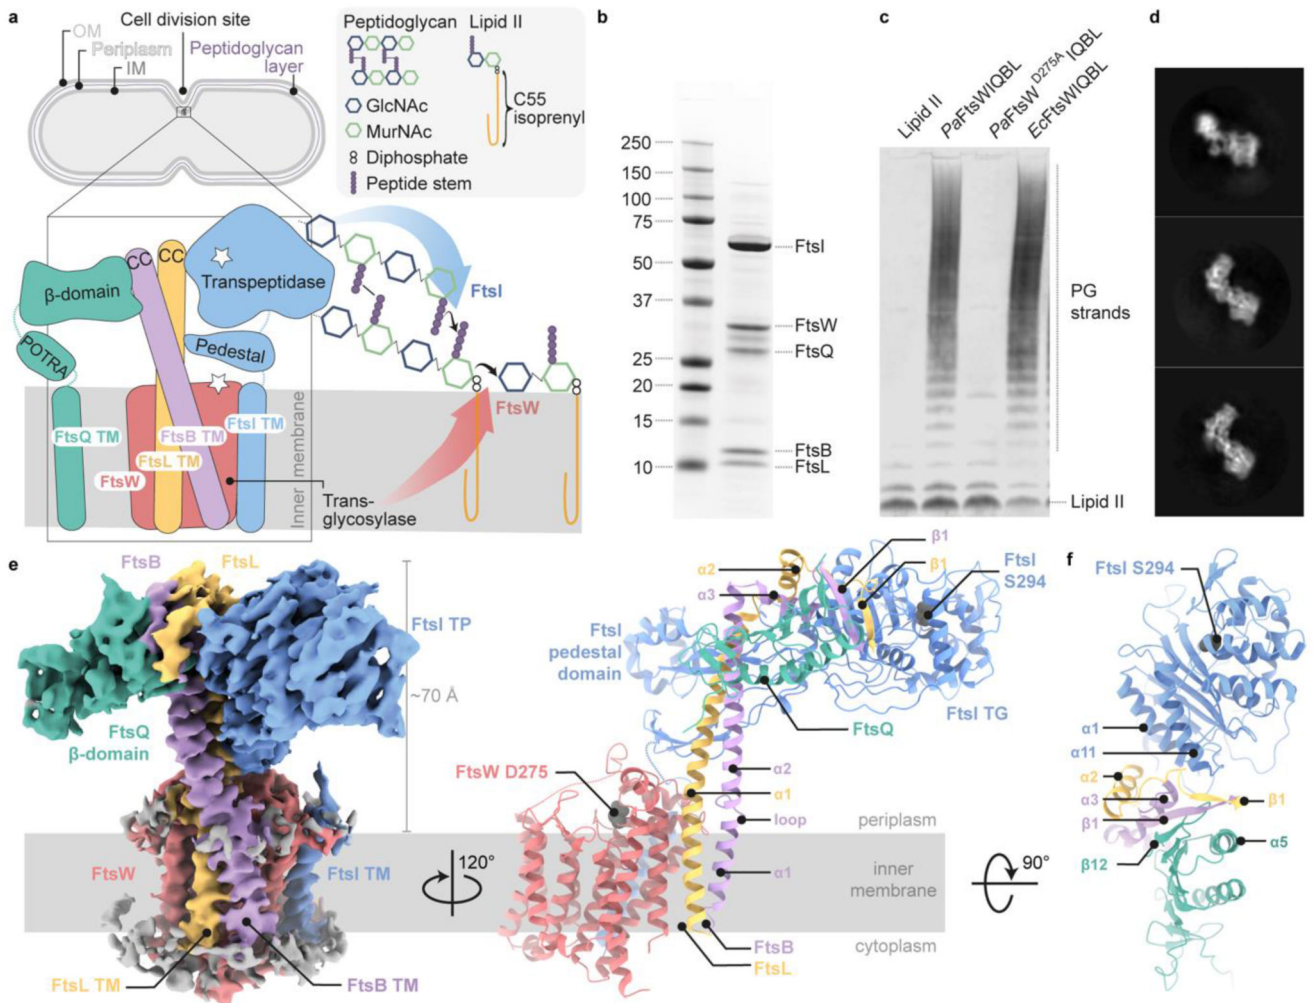 a
Cell division site
OM
Periplasm
IM
Peptidoglycan
layer
Peptidoglycan
Lipid II
GlcNAc
MurNAc
Diphosphate
Peptide stem
C55
isoprenyl
CC
CC
β-domain
Transpeptidase
POTRA
Pedestal
FtsQ TM
FtsB TM
FtsI TM
FtsL TM
FtsW
Inner membrane
FtsI
FtsW
Trans-
glycosylase
b
250
150
100
75
50
37
25
20
15
10
FtsI
FtsW
FtsQ
FtsB
FtsL
c
Lipid II
PaFtsWIQBL
PaFtsW D275A IQBL
EcFtsWIQBL
PG
strands
Lipid II
d
e
FtsB
FtsL
FtsI TP
~70 Å
FtsQ
β-domain
FtsW
FtsI TM
FtsL TM
FtsB TM
120°
α2
α3
β1
β1
FtsI
S294
FtsI
pedestal
domain
FtsI TG
FtsQ
FtsW D275
α2
α1
loop
α1
periplasm
inner
membrane
cytoplasm
FtsB
FtsL
90°
f
FtsI S294
α1
α11
α2
α3
β1
β1
β12
α5